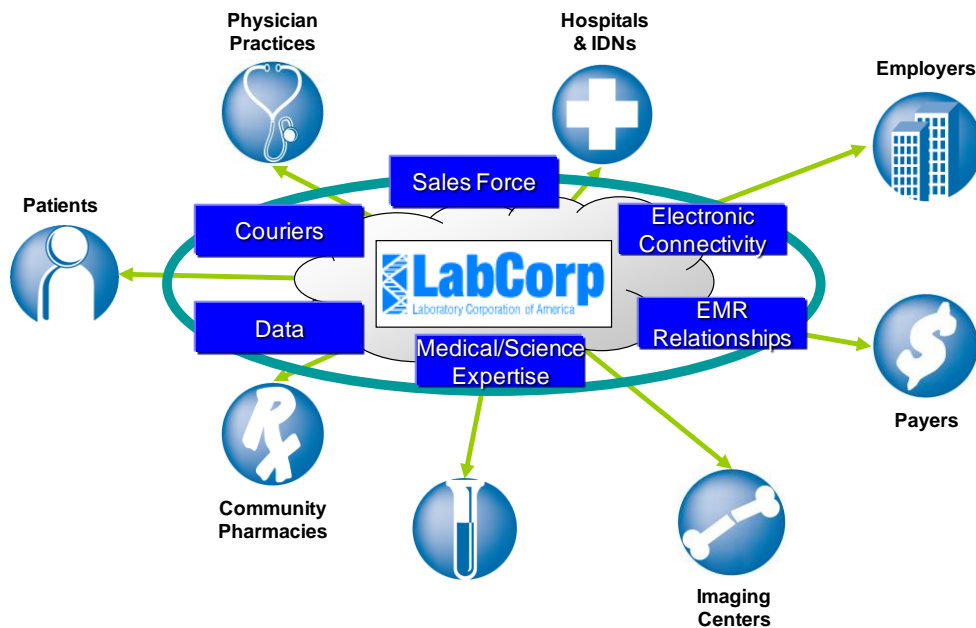 Physician
Practices
Hospitals
& IDNs
Employers
Sales Force
Patients
Couriers
Electronic
Connectivity
LabCorp
Laboratory Corporation of America
Data
EMR
Relationships
Medical/Science
Expertise
Payers
Rx
$
Community
Pharmacies
Imaging
Centers